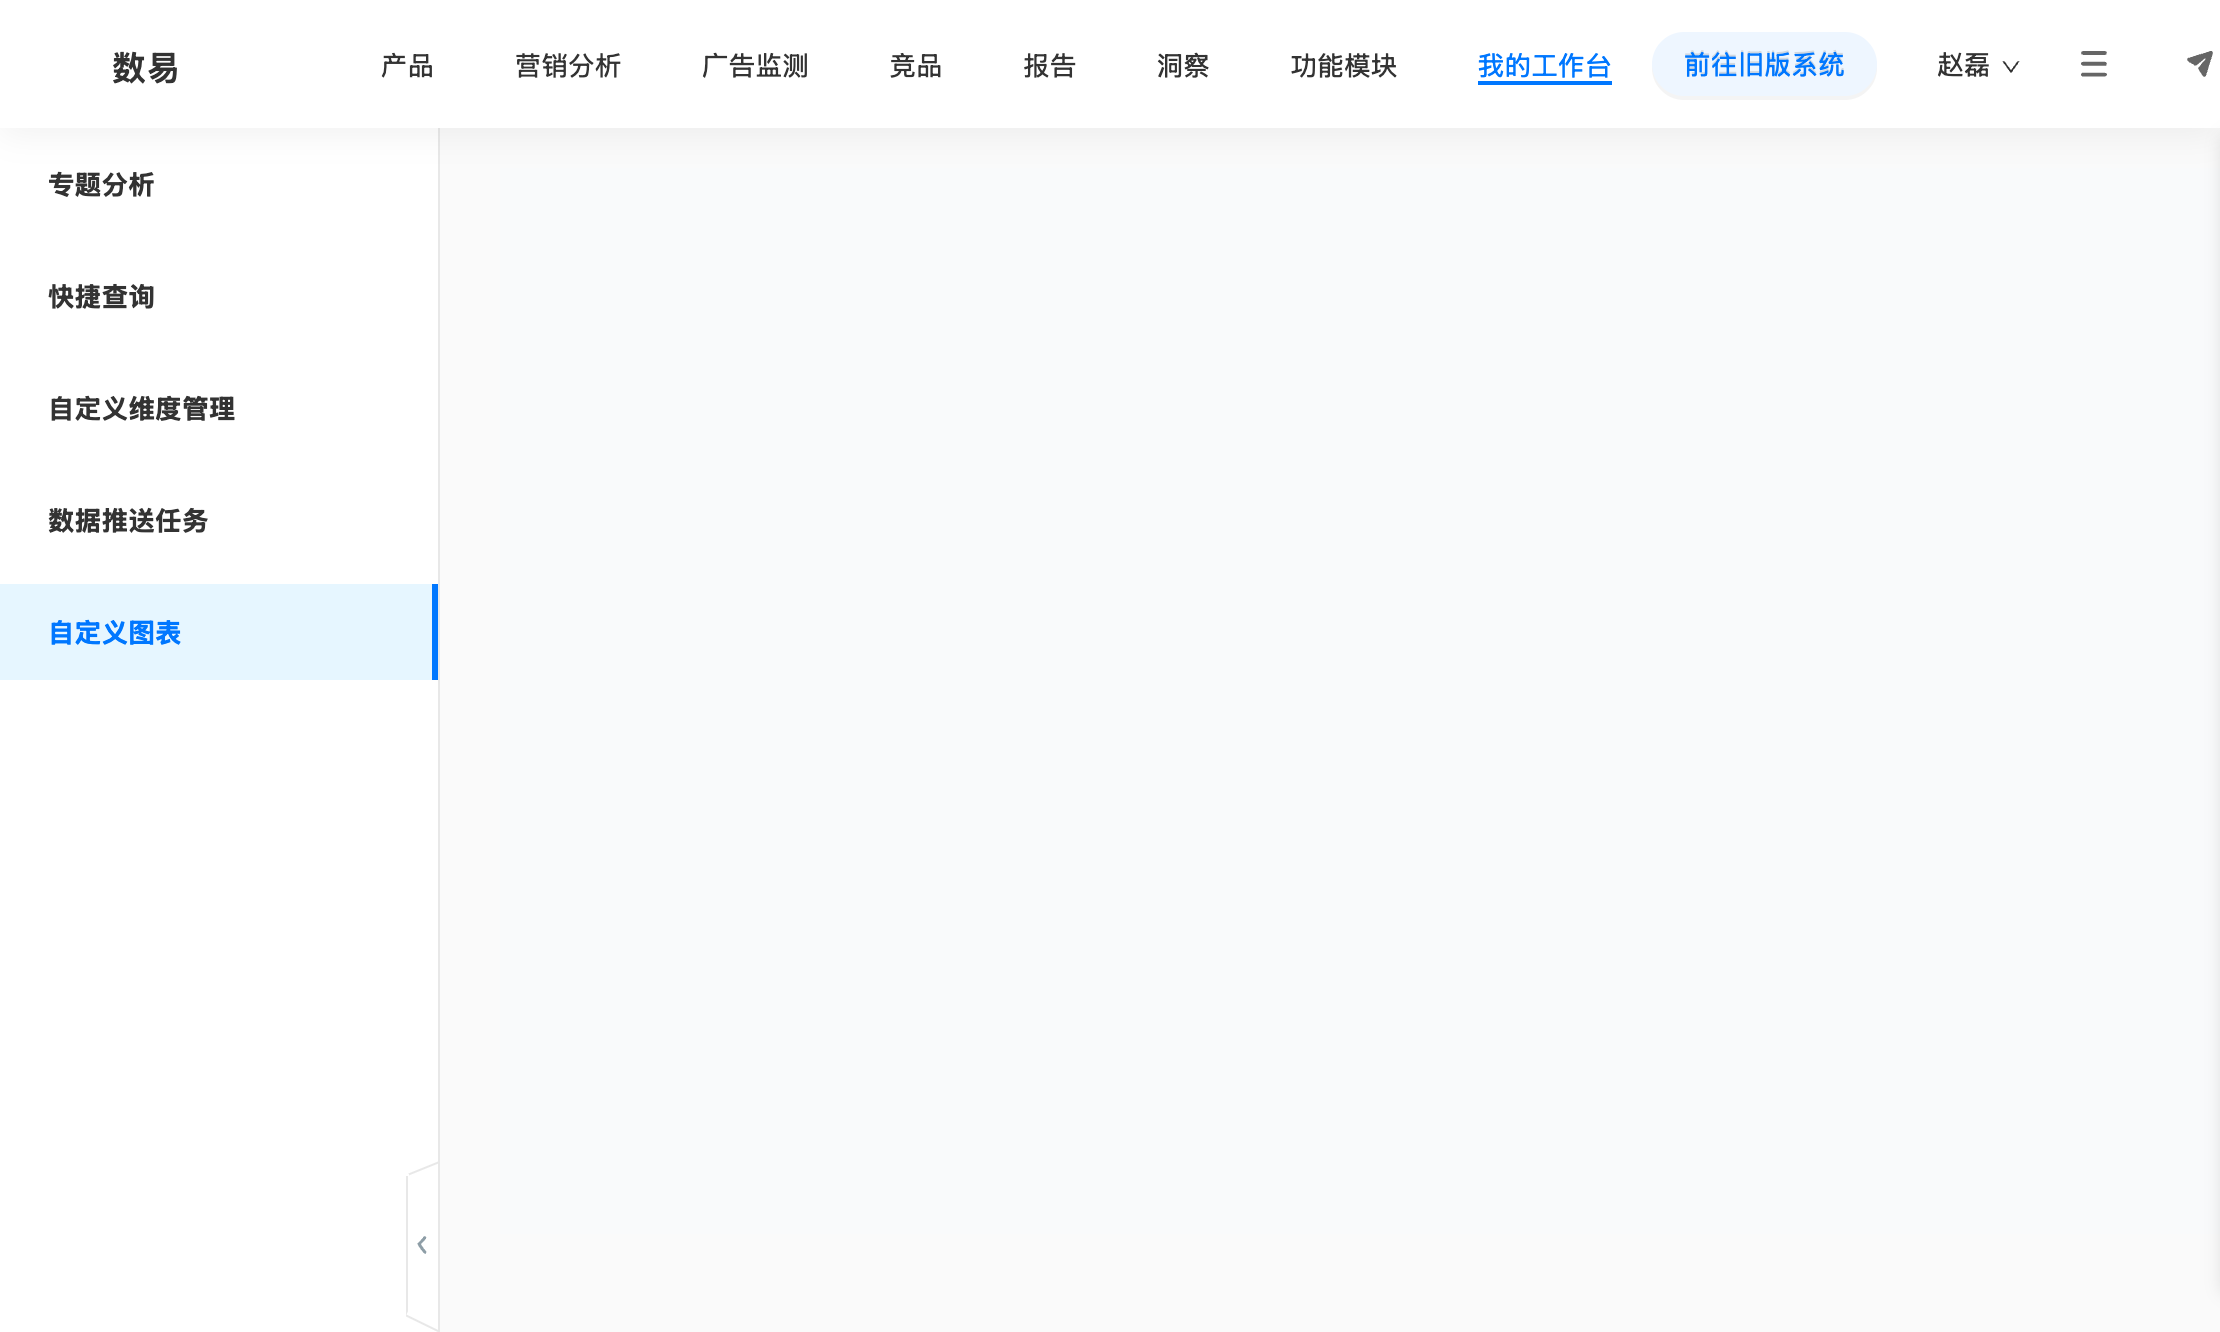 数易 产品 营销分析 广告监测 竞品 报告 洞察 功能模块 我的工作台 前往旧版系统 赵磊
专题分析
快捷查询
自定义维度管理
数据推送任务
自定义图表